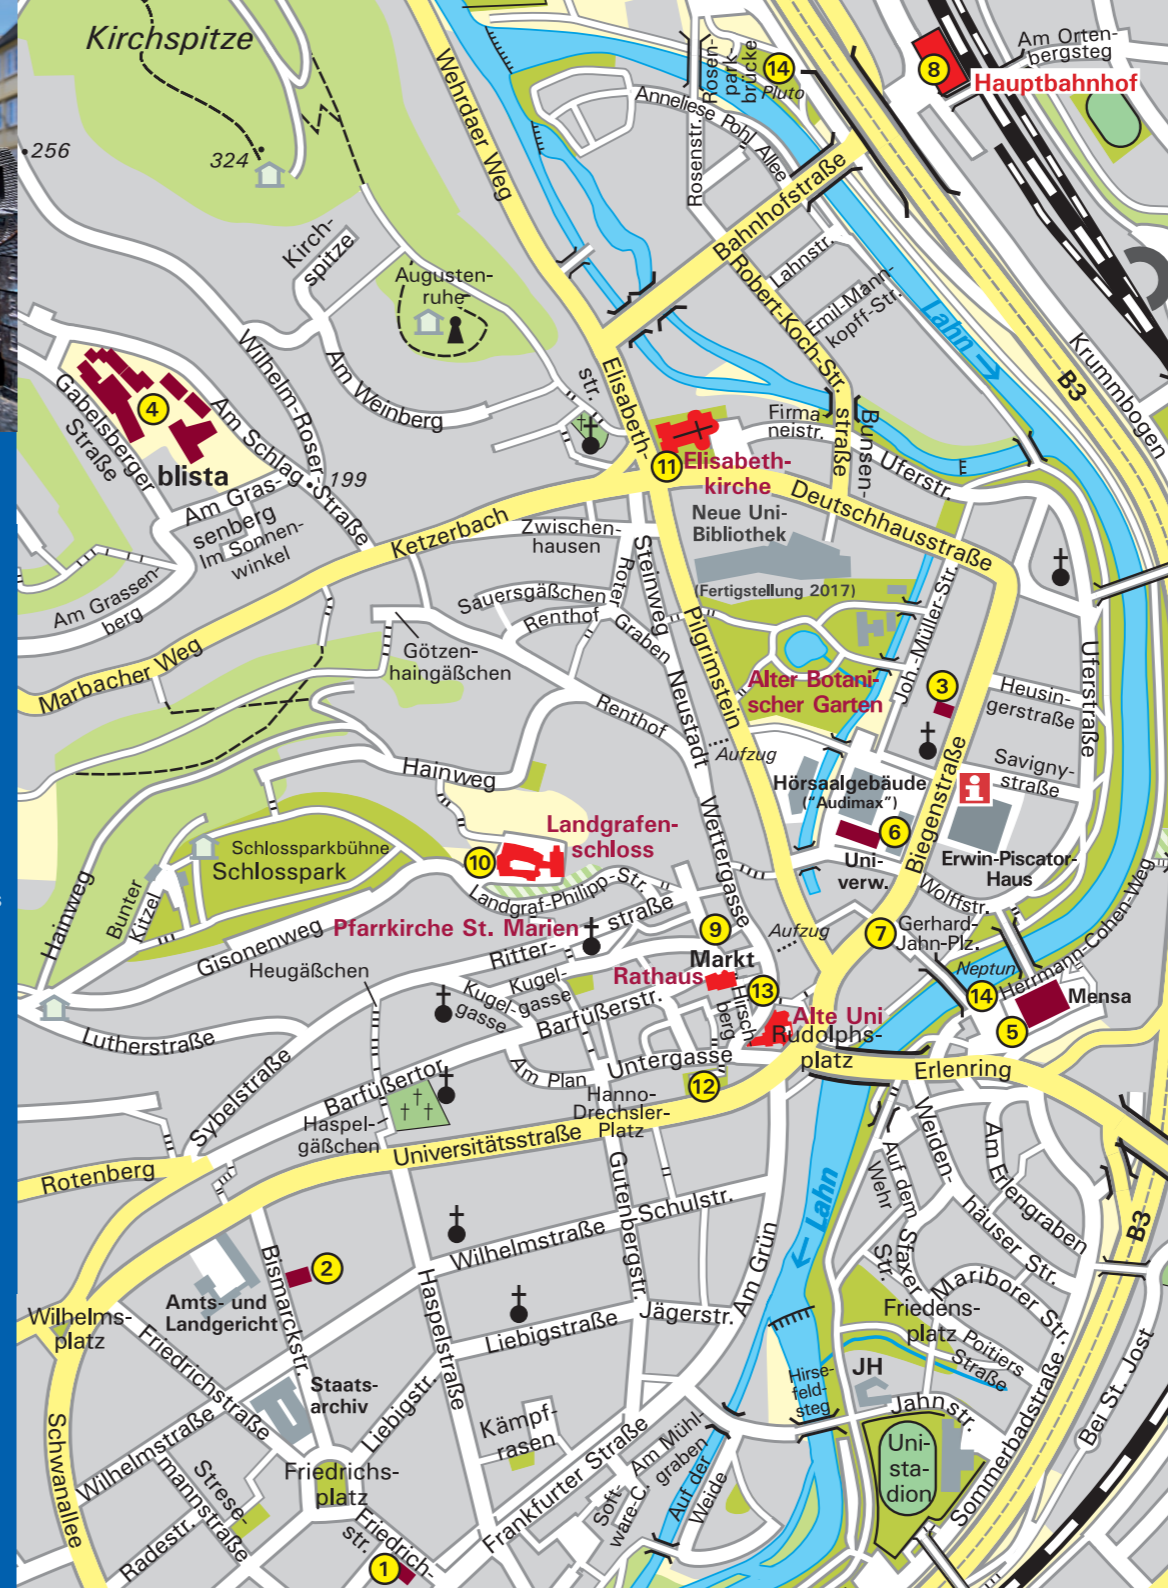 Kirchspitze
256
324
Wehrdaer Weg
Rosen-
park-
brücke
14
Pluto
8
Hauptbahnhof
Am Orten-
bergsteg
Anneliese Pohl Allee
Rosenstr.
Bahnhofstraße
Kirch-
spitze
Augusten-
ruhe
Lahnstr.
Emil-Mann-
kopff-Str.
Robert-Koch-Str.
Lahn →
B3
Krummbogen
4
blista
Gabelsberger
Straße
Am Schlag
Wilhelm-Roser-Straße
Am Weinberg
199
str.
Elisabeth-
11
Elisabeth-
kirche
Firma-
neistr.
Bunsen-
straße
Uferstr.
E
Am Gras-
senberg
Im Sonnen-
winkel
Am Grassen-
berg
Ketzerbach
Zwischen-
hausen
Neue Uni-
Bibliothek
(Fertigstellung 2017)
Deutschhausstraße
Steinweg
Roter
Graben
Sauersgäßchen
Renthof
Götzen-
haingäßchen
Marbacher Weg
Pilgrimstein
Neustadt
Renthof
Alter Botani-
scher Garten
Joh.-Müller-Str.
3
Heusin-
gerstraße
Uferstraße
Savigny-
straße
Aufzug
Hainweg
Hörsaalgebäude
("Audimax")
6
Uni-
verw.
Biegenstraße
i
Erwin-Piscator-
Haus
Wettergasse
Landgrafen-
schloss
10
Schlossparkbühne
Schlosspark
Landgraf-Philipp-Str.
Hainweg
Bunter
Kitzel
Gisonenweg
Pfarrkirche St. Marien
Ritter-
straße
9
Markt
Rathaus
Aufzug
7
Gerhard-
Jahn-Plz.
Wolffstr.
Herrmann-Cohen-Weg
Neptun
14
5
Mensa
Heugäßchen
Kugel-
gasse
Kugel-gasse
Barfüßerstr.
Hirsch-
berg
13
Alte Uni
Rudolphs-
platz
Erlenring
Lutherstraße
Sybelstraße
Barfüßertor
Am Plan
Untergasse
12
Hanno-
Drechsler-
Platz
Haspel-
gäßchen
Universitätsstraße
Rotenberg
Gutenbergstr.
Schulstr.
Wilhelmstraße
Am Grün
← Lahn
Weiden-
häuser Str.
Am Erlengraben
Auf dem
Wehr
Stfaxer
Str.
B3
Mariborer Str.
Friedens-
platz
Poitiers
Straße
Bei St. Jost
Bismarckstr.
2
Amts- und
Landgericht
Wilhelms-
platz
Friedrichstraße
Haspelstraße
Jägerstr.
Liebigstraße
Staats-
archiv
Liebigstr.
Kämpf-
rasen
Hirse-
feld-
steg
JH
Jahnstr.
Sommerbadstraße
Uni-
sta-
dion
Schwanallee
Wilhelmstraße
Strese-
mannstraße
Radestr.
Friedrichs-
platz
Friedrich-
str.
1
Frankfurter Straße
Soft-
ware-C.
Am Mühl-
graben
Auf der
Weide